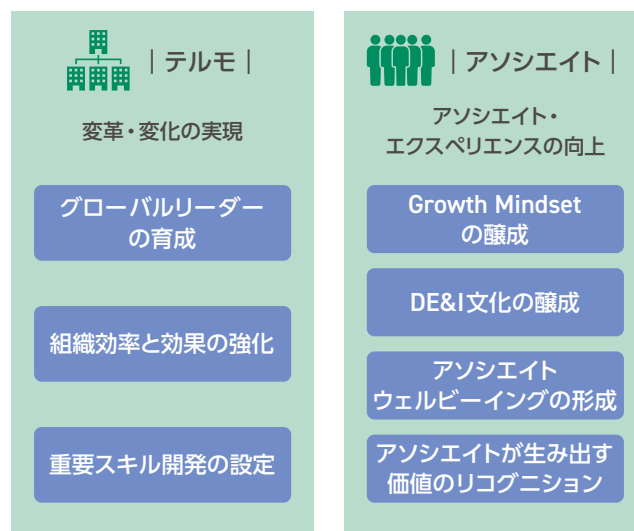 ｜テルモ｜
変革・変化の実現
グローバルリーダー
の育成
組織効率と効果の強化
重要スキル開発の設定
｜アソシエイト｜
アソシエイト・
エクスペリエンスの向上
Growth Mindset
の醸成
DE&I文化の醸成
アソシエイト
ウェルビーイングの形成
アソシエイトが生み出す
価値のリコグニション